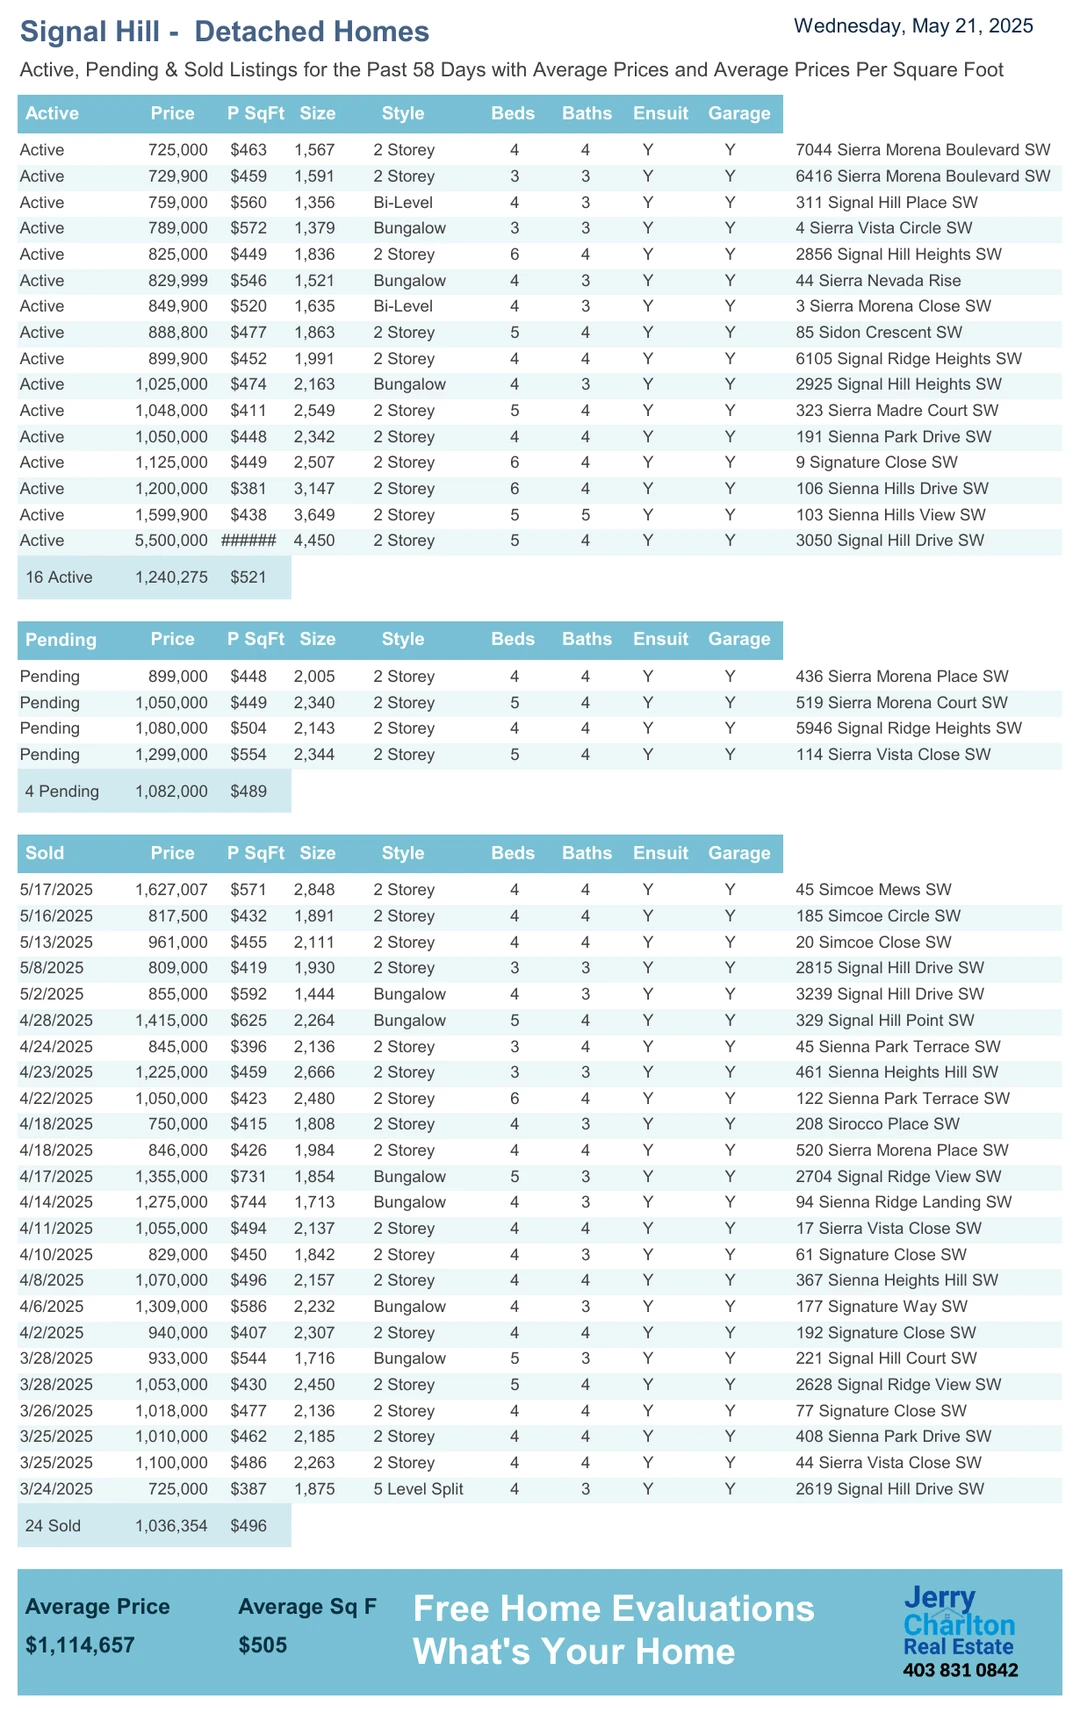 Signal Hill -  Detached Homes
Wednesday, May 21, 2025
Active, Pending & Sold Listings for the Past 58 Days with Average Prices and Average Prices Per Square Foot
Active Price P SqFt Size Style Beds Baths Ensuit Garage
Active 725,000 $463 1,567 2 Storey 4 4 Y Y 7044 Sierra Morena Boulevard SW
Active 729,900 $459 1,591 2 Storey 3 3 Y Y 6416 Sierra Morena Boulevard SW
Active 759,000 $560 1,356 Bi-Level 4 3 Y Y 311 Signal Hill Place SW
Active 789,000 $572 1,379 Bungalow 3 3 Y Y 4 Sierra Vista Circle SW
Active 825,000 $449 1,836 2 Storey 6 4 Y Y 2856 Signal Hill Heights SW
Active 829,999 $546 1,521 Bungalow 4 3 Y Y 44 Sierra Nevada Rise
Active 849,900 $520 1,635 Bi-Level 4 3 Y Y 3 Sierra Morena Close SW
Active 888,800 $477 1,863 2 Storey 5 4 Y Y 85 Sidon Crescent SW
Active 899,900 $452 1,991 2 Storey 4 4 Y Y 6105 Signal Ridge Heights SW
Active 1,025,000 $474 2,163 Bungalow 4 3 Y Y 2925 Signal Hill Heights SW
Active 1,048,000 $411 2,549 2 Storey 5 4 Y Y 323 Sierra Madre Court SW
Active 1,050,000 $448 2,342 2 Storey 4 4 Y Y 191 Sienna Park Drive SW
Active 1,125,000 $449 2,507 2 Storey 6 4 Y Y 9 Signature Close SW
Active 1,200,000 $381 3,147 2 Storey 6 4 Y Y 106 Sienna Hills Drive SW
Active 1,599,900 $438 3,649 2 Storey 5 5 Y Y 103 Sienna Hills View SW
Active 5,500,000 ###### 4,450 2 Storey 5 4 Y Y 3050 Signal Hill Drive SW
16 Active 1,240,275 $521
Pending Price P SqFt Size Style Beds Baths Ensuit Garage
Pending 899,000 $448 2,005 2 Storey 4 4 Y Y 436 Sierra Morena Place SW
Pending 1,050,000 $449 2,340 2 Storey 5 4 Y Y 519 Sierra Morena Court SW
Pending 1,080,000 $504 2,143 2 Storey 4 4 Y Y 5946 Signal Ridge Heights SW
Pending 1,299,000 $554 2,344 2 Storey 5 4 Y Y 114 Sierra Vista Close SW
4 Pending 1,082,000 $489
Sold Price P SqFt Size Style Beds Baths Ensuit Garage
5/17/2025 1,627,007 $571 2,848 2 Storey 4 4 Y Y 45 Simcoe Mews SW
5/16/2025 817,500 $432 1,891 2 Storey 4 4 Y Y 185 Simcoe Circle SW
5/13/2025 961,000 $455 2,111 2 Storey 4 4 Y Y 20 Simcoe Close SW
5/8/2025 809,000 $419 1,930 2 Storey 3 3 Y Y 2815 Signal Hill Drive SW
5/2/2025 855,000 $592 1,444 Bungalow 4 3 Y Y 3239 Signal Hill Drive SW
4/28/2025 1,415,000 $625 2,264 Bungalow 5 4 Y Y 329 Signal Hill Point SW
4/24/2025 845,000 $396 2,136 2 Storey 3 4 Y Y 45 Sienna Park Terrace SW
4/23/2025 1,225,000 $459 2,666 2 Storey 3 3 Y Y 461 Sienna Heights Hill SW
4/22/2025 1,050,000 $423 2,480 2 Storey 6 4 Y Y 122 Sienna Park Terrace SW
4/18/2025 750,000 $415 1,808 2 Storey 4 3 Y Y 208 Sirocco Place SW
4/18/2025 846,000 $426 1,984 2 Storey 4 4 Y Y 520 Sierra Morena Place SW
4/17/2025 1,355,000 $731 1,854 Bungalow 5 3 Y Y 2704 Signal Ridge View SW
4/14/2025 1,275,000 $744 1,713 Bungalow 4 3 Y Y 94 Sienna Ridge Landing SW
4/11/2025 1,055,000 $494 2,137 2 Storey 4 4 Y Y 17 Sierra Vista Close SW
4/10/2025 829,000 $450 1,842 2 Storey 4 3 Y Y 61 Signature Close SW
4/8/2025 1,070,000 $496 2,157 2 Storey 4 4 Y Y 367 Sienna Heights Hill SW
4/6/2025 1,309,000 $586 2,232 Bungalow 4 3 Y Y 177 Signature Way SW
4/2/2025 940,000 $407 2,307 2 Storey 4 4 Y Y 192 Signature Close SW
3/28/2025 933,000 $544 1,716 Bungalow 5 3 Y Y 221 Signal Hill Court SW
3/28/2025 1,053,000 $430 2,450 2 Storey 5 4 Y Y 2628 Signal Ridge View SW
3/26/2025 1,018,000 $477 2,136 2 Storey 4 4 Y Y 77 Signature Close SW
3/25/2025 1,010,000 $462 2,185 2 Storey 4 4 Y Y 408 Sienna Park Drive SW
3/25/2025 1,100,000 $486 2,263 2 Storey 4 4 Y Y 44 Sierra Vista Close SW
3/24/2025 725,000 $387 1,875 5 Level Split 4 3 Y Y 2619 Signal Hill Drive SW
24 Sold 1,036,354 $496
Average Price Average Sq F
$1,114,657 $505
Free Home Evaluations
What's Your Home
Jerry
Charlton
Real Estate
403 831 0842